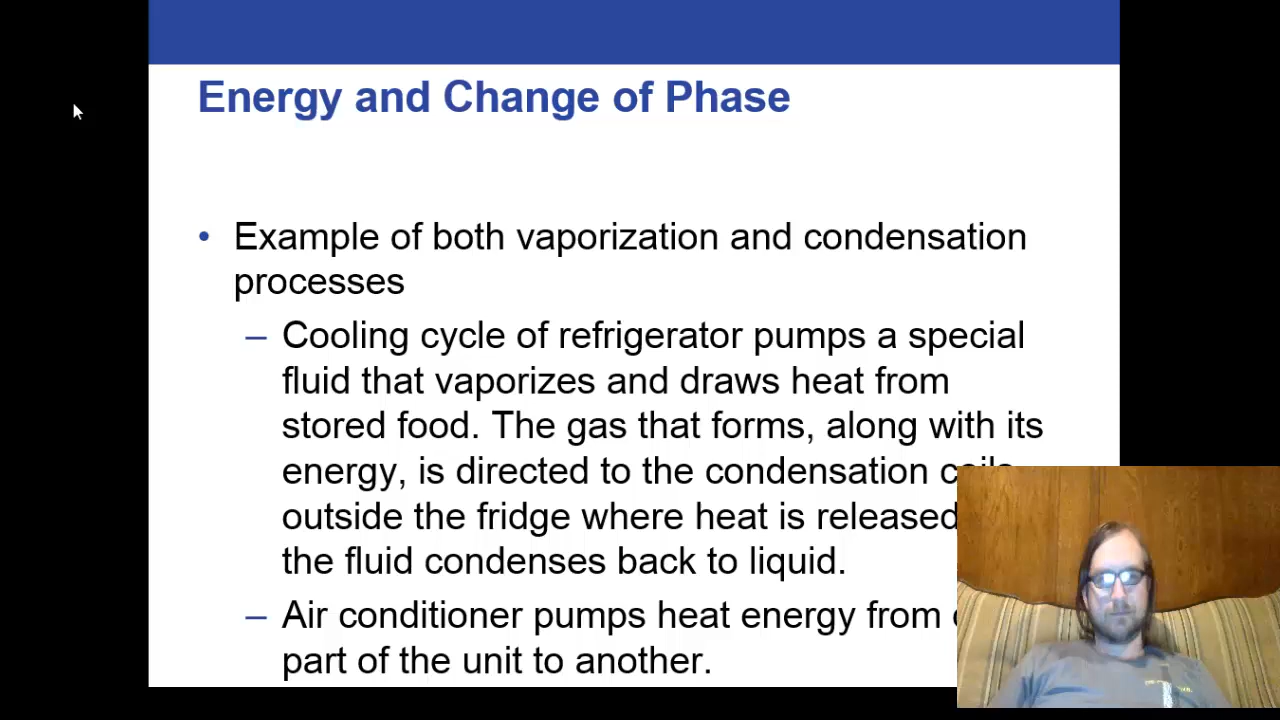 Energy and Change of Phase
• Example of both vaporization and condensation
processes
– Cooling cycle of refrigerator pumps a special
fluid that vaporizes and draws heat from
stored food. The gas that forms, along with its
energy, is directed to the condensation coils
outside the fridge where heat is released
the fluid condenses back to liquid.
– Air conditioner pumps heat energy from
part of the unit to another.